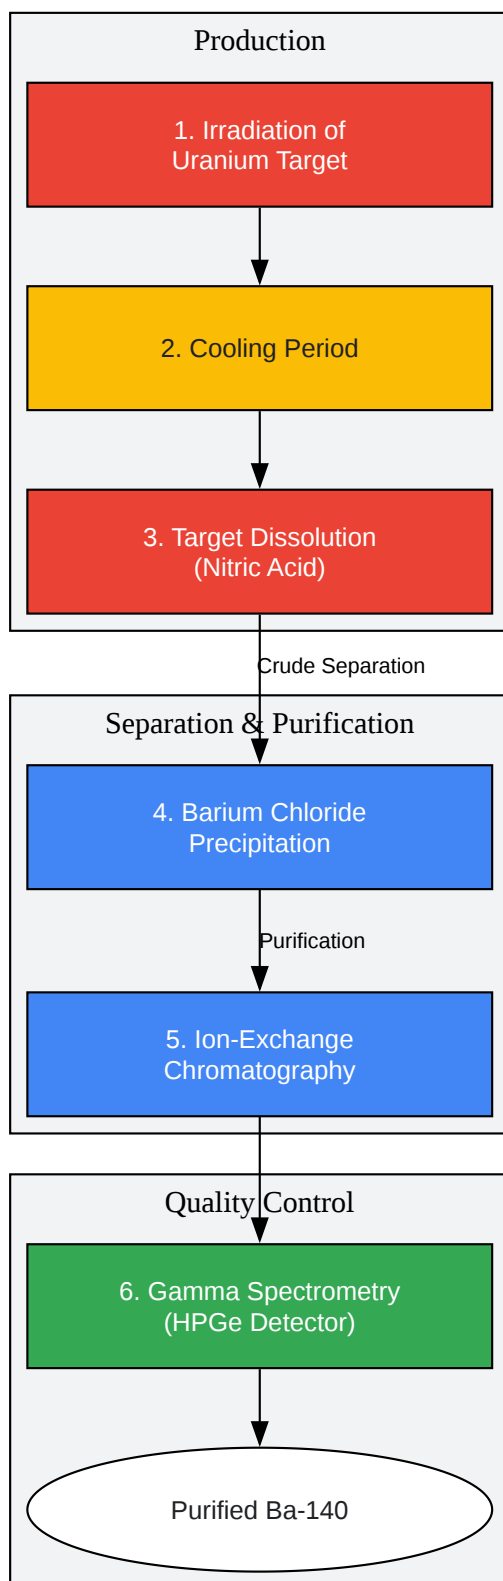 Production
1. Irradiation of
Uranium Target
2. Cooling Period
3. Target Dissolution
(Nitric Acid)
Crude Separation
Separation & Purification
4. Barium Chloride
Precipitation
Purification
5. Ion-Exchange
Chromatography
Quality Control
6. Gamma Spectrometry
(HPGe Detector)
Purified Ba-140